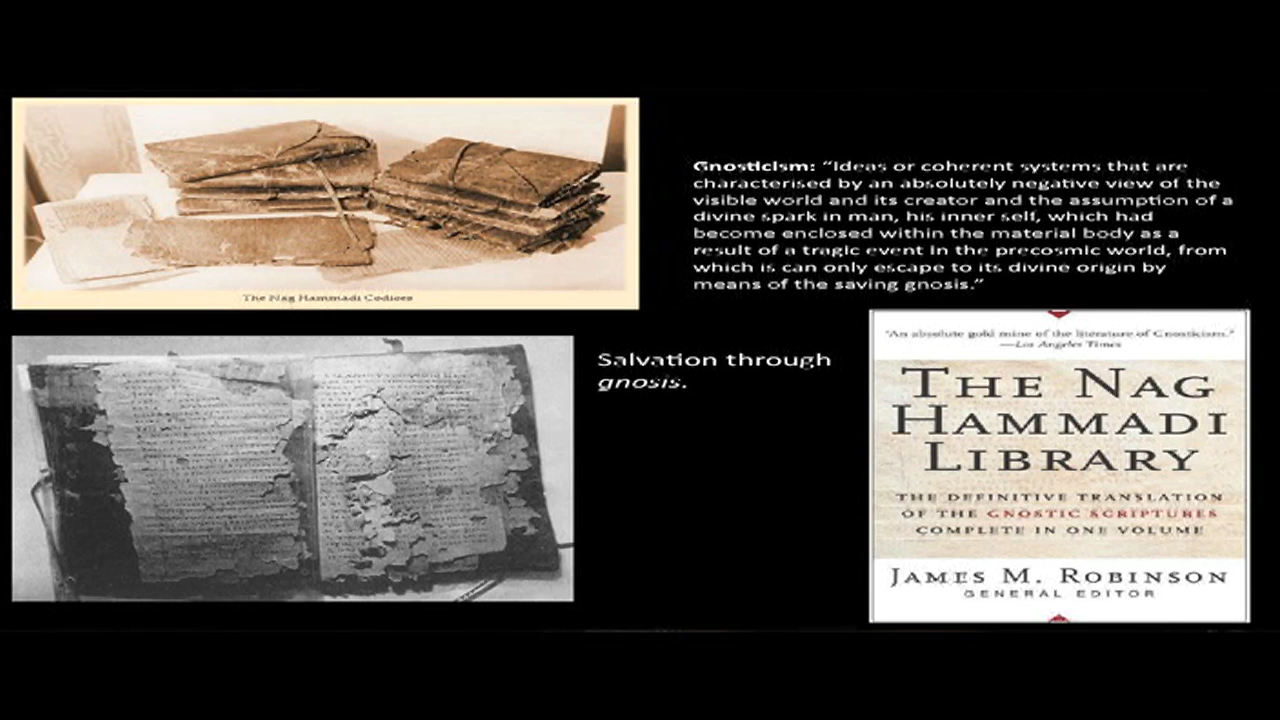 The Nag Hammadi Codices
Gnosticism: “Ideas or coherent systems that are
characterised by an absolutely negative view of the
visible world and its creator and the assumption of a
divine spark in man, his inner self, which had
become enclosed within the material body as a
result of a tragic event in the precosmic world, from
which is can only escape to its divine origin by
means of the saving gnosis.”
Salvation through
gnosis.
"An absolute gold mine of the literature of Gnosticism."
—Los Angeles Times
THE NAG
HAMMADI
LIBRARY
THE DEFINITIVE TRANSLATION
OF THE GNOSTIC SCRIPTURES
COMPLETE IN ONE VOLUME
JAMES M. ROBINSON
GENERAL EDITOR